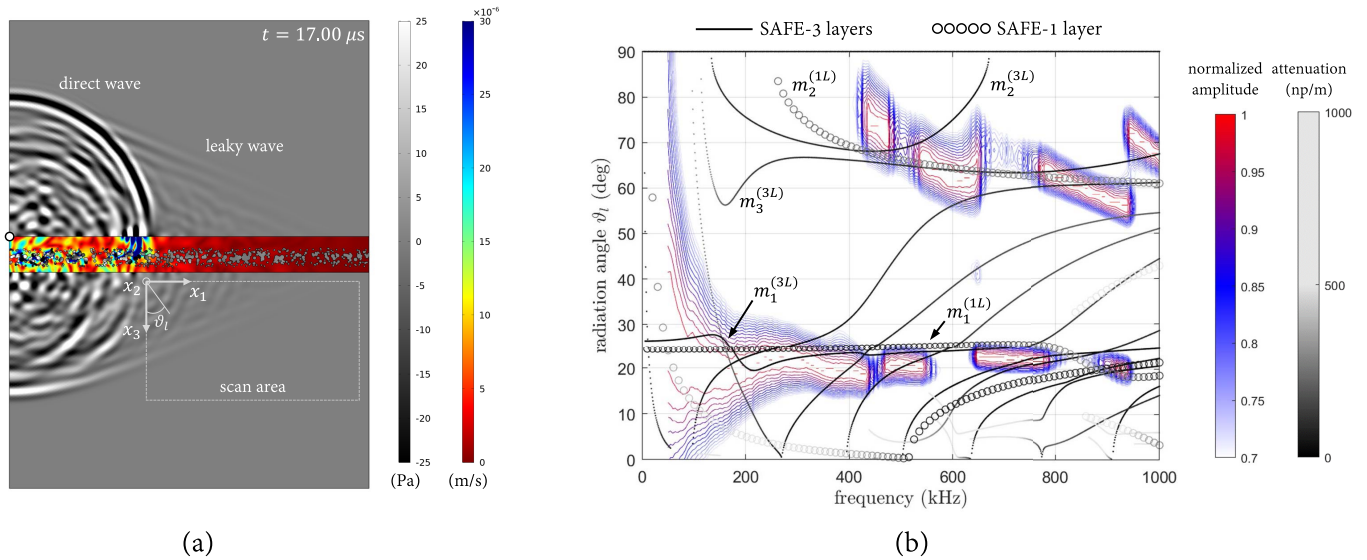 t = 17.00 μs
direct wave
leaky wave
x₂
x₁
x₃
ϑₗ
scan area
25
20
15
10
5
0
-5
-10
-15
-20
-25
(Pa)
30 ×10⁻⁶
25
20
15
10
5
0
(m/s)
(a)
SAFE-3 layers
SAFE-1 layer
radiation angle ϑₗ (deg)
90
80
70
60
50
40
30
20
10
0
m₂⁽¹ᴸ⁾
m₂⁽³ᴸ⁾
m₃⁽³ᴸ⁾
m₁⁽³ᴸ⁾
m₁⁽¹ᴸ⁾
0 200 400 600 800 1000
frequency (kHz)
normalized
amplitude
1
0.95
0.9
0.85
0.8
0.75
0.7
attenuation
(np/m)
1000
500
0
(b)